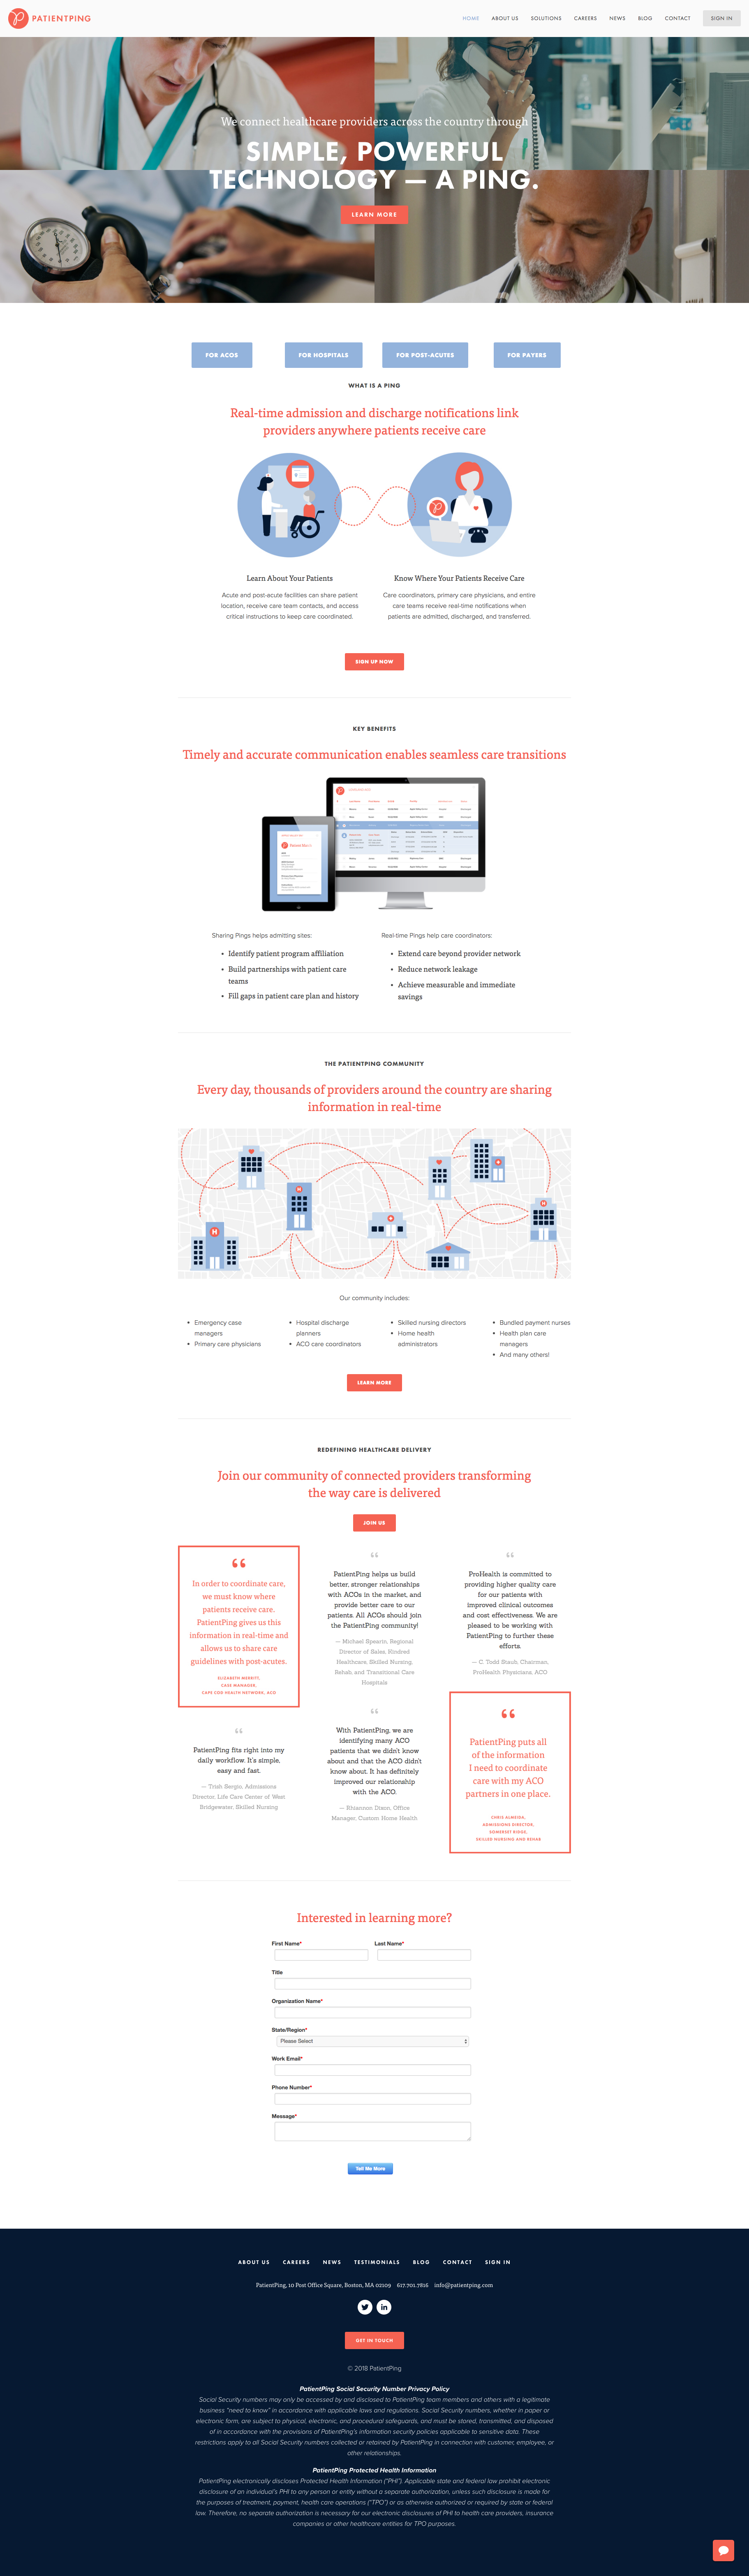 PATIENTPING
HOME ABOUT US SOLUTIONS CAREERS NEWS BLOG CONTACT SIGN IN
We connect healthcare providers across the country through
SIMPLE, POWERFUL
TECHNOLOGY — A PING.
LEARN MORE
FOR ACOS FOR HOSPITALS FOR POST-ACUTES FOR PAYERS
WHAT IS A PING
Real-time admission and discharge notifications link
providers anywhere patients receive care
Learn About Your Patients
Acute and post-acute facilities can share patient
location, receive care team contacts, and access
critical instructions to keep care coordinated.
Know Where Your Patients Receive Care
Care coordinators, primary care physicians, and entire
care teams receive real-time notifications when
patients are admitted, discharged, and transferred.
SIGN UP NOW
KEY BENEFITS
Timely and accurate communication enables seamless care transitions
Sharing Pings helps admitting sites:
• Identify patient program affiliation
• Build partnerships with patient care
teams
• Fill gaps in patient care plan and history
Real-time Pings help care coordinators:
• Extend care beyond provider network
• Reduce network leakage
• Achieve measurable and immediate
savings
THE PATIENTPING COMMUNITY
Every day, thousands of providers around the country are sharing
information in real-time
H
H
H
Our community includes:
• Emergency case
managers
• Primary care physicians
• Hospital discharge
planners
• ACO care coordinators
• Skilled nursing directors
• Home health
administrators
• Bundled payment nurses
• Health plan care
managers
• And many others!
LEARN MORE
REDEFINING HEALTHCARE DELIVERY
Join our community of connected providers transforming
the way care is delivered
JOIN US
“
In order to coordinate care,
we must know where
patients receive care.
PatientPing gives us this
information in real-time and
allows us to share care
guidelines with post-acutes.
ELIZABETH MERRITT,
CASE MANAGER,
CAPE COD HEALTH NETWORK, ACO
“
PatientPing fits right into my
daily workflow. It's simple,
easy and fast.
— Trish Sergio, Admissions
Director, Life Care Center of West
Bridgewater, Skilled Nursing
“
PatientPing helps us build
better, stronger relationships
with ACOs in the market, and
provide better care to our
patients. All ACOs should join
the PatientPing community!
— Michael Spearin, Regional
Director of Sales, Kindred
Healthcare, Skilled Nursing,
Rehab, and Transitional Care
Hospitals
“
With PatientPing, we are
identifying many ACO
patients that we didn't know
about and that the ACO didn't
know about. It has definitely
improved our relationship
with the ACO.
— Rhiannon Dixon, Office
Manager, Custom Home Health
“
ProHealth is committed to
providing higher quality care
for our patients with
improved clinical outcomes
and cost effectiveness. We are
pleased to be working with
PatientPing to further these
efforts.
— C. Todd Staub, Chairman,
ProHealth Physicians, ACO
“
PatientPing puts all
of the information
I need to coordinate
care with my ACO
partners in one place.
CHRIS ALMEIDA,
ADMISSIONS DIRECTOR,
SOMERSET RIDGE,
SKILLED NURSING AND REHAB
Interested in learning more?
First Name* Last Name*
Title
Organization Name*
State/Region*
Please Select
Work Email*
Phone Number*
Message*
Tell Me More
ABOUT US CAREERS NEWS TESTIMONIALS BLOG CONTACT SIGN IN
PatientPing, 10 Post Office Square, Boston, MA 02109 617.701.7816 info@patientping.com
GET IN TOUCH
© 2018 PatientPing
PatientPing Social Security Number Privacy Policy
Social Security numbers may only be accessed by and disclosed to PatientPing team members and others with a legitimate
business “need to know” in accordance with applicable laws and regulations. Social Security numbers, whether in paper or
electronic form, are subject to physical, electronic, and procedural safeguards, and must be stored, transmitted, and disposed
of in accordance with the provisions of PatientPing's information security policies applicable to sensitive data. These
restrictions apply to all Social Security numbers collected or retained by PatientPing in connection with customer, employee, or
other relationships.
PatientPing Protected Health Information
PatientPing electronically discloses Protected Health Information (“PHI”). Applicable state and federal law prohibit electronic
disclosure of an individual's PHI to any person or entity without a separate authorization, unless such disclosure is made for
the purposes of treatment, payment, health care operations (“TPO”) or as otherwise authorized or required by state or federal
law. Therefore, no separate authorization is necessary for our electronic disclosures of PHI to health care providers, insurance
companies or other healthcare entities for TPO purposes.